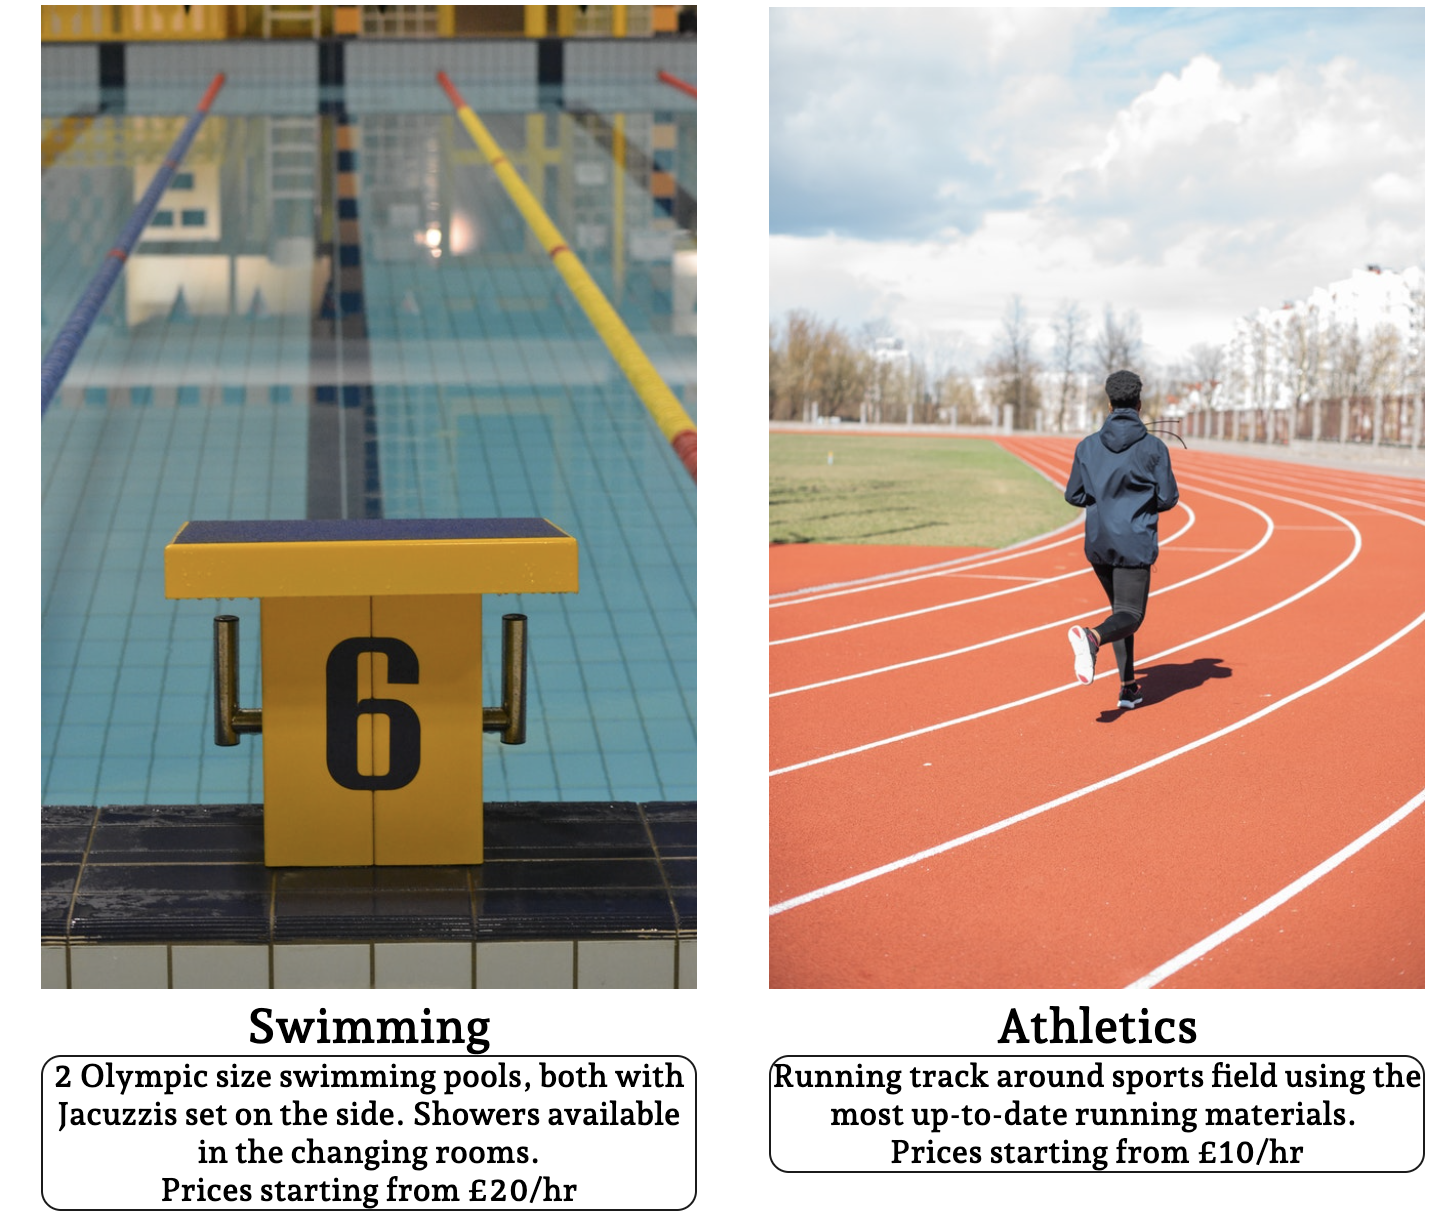 6
Swimming
2 Olympic size swimming pools, both with
Jacuzzis set on the side. Showers available
in the changing rooms.
Prices starting from £20/hr
Athletics
Running track around sports field using the
most up-to-date running materials.
Prices starting from £10/hr